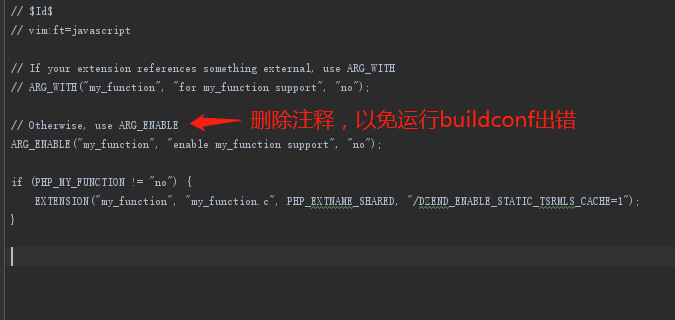 // $Id$
// vim:ft=javascript
// If your extension references something external, use ARG_WITH
// ARG_WITH("my_function", "for my_function support", "no");
// Otherwise, use ARG_ENABLE
删除注释，以免运行buildconf出错
ARG_ENABLE("my_function", "enable my_function support", "no");
if (PHP_MY_FUNCTION != "no") {
    EXTENSION("my_function", "my_function.c", PHP_EXTNAME_SHARED, "/DZEND_ENABLE_STATIC_TSRMLS_CACHE=1");
}